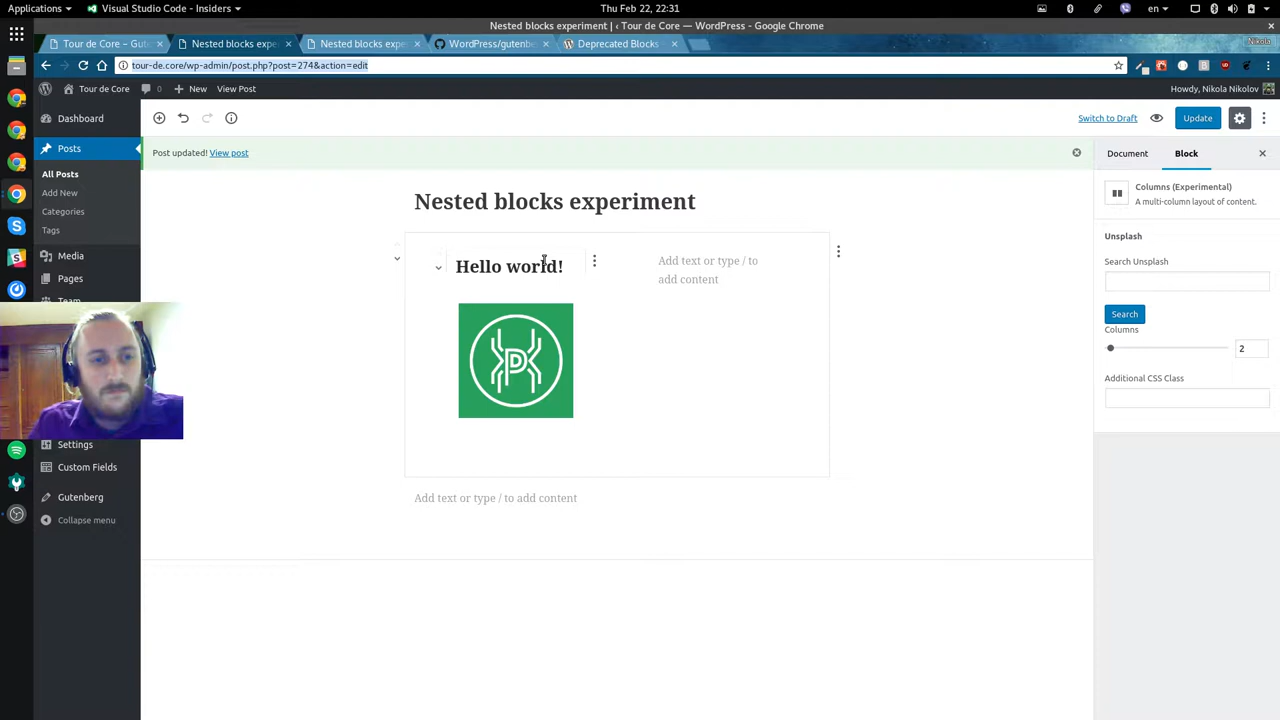 Applications
Visual Studio Code - Insiders
Thu Feb 22, 22:31
en
Nested blocks experiment | ‹ Tour de Core — WordPress - Google Chrome
Tour de Core – Gute
Nested blocks expe
Nested blocks expe
WordPress/gutenbe
Deprecated Blocks
Nikola
tour-de.core/wp-admin/post.php?post=274&action=edit
Tour de Core
0
New
View Post
Howdy, Nikola Nikolov
Dashboard
Posts
All Posts
Add New
Categories
Tags
Media
Pages
Team
Settings
Custom Fields
Gutenberg
Collapse menu
Switch to Draft
Update
Post updated! View post
Nested blocks experiment
Hello world!
Add text or type / to
add content
Add text or type / to add content
Document
Block
Columns (Experimental)
A multi-column layout of content.
Unsplash
Search Unsplash
Search
Columns
2
Additional CSS Class